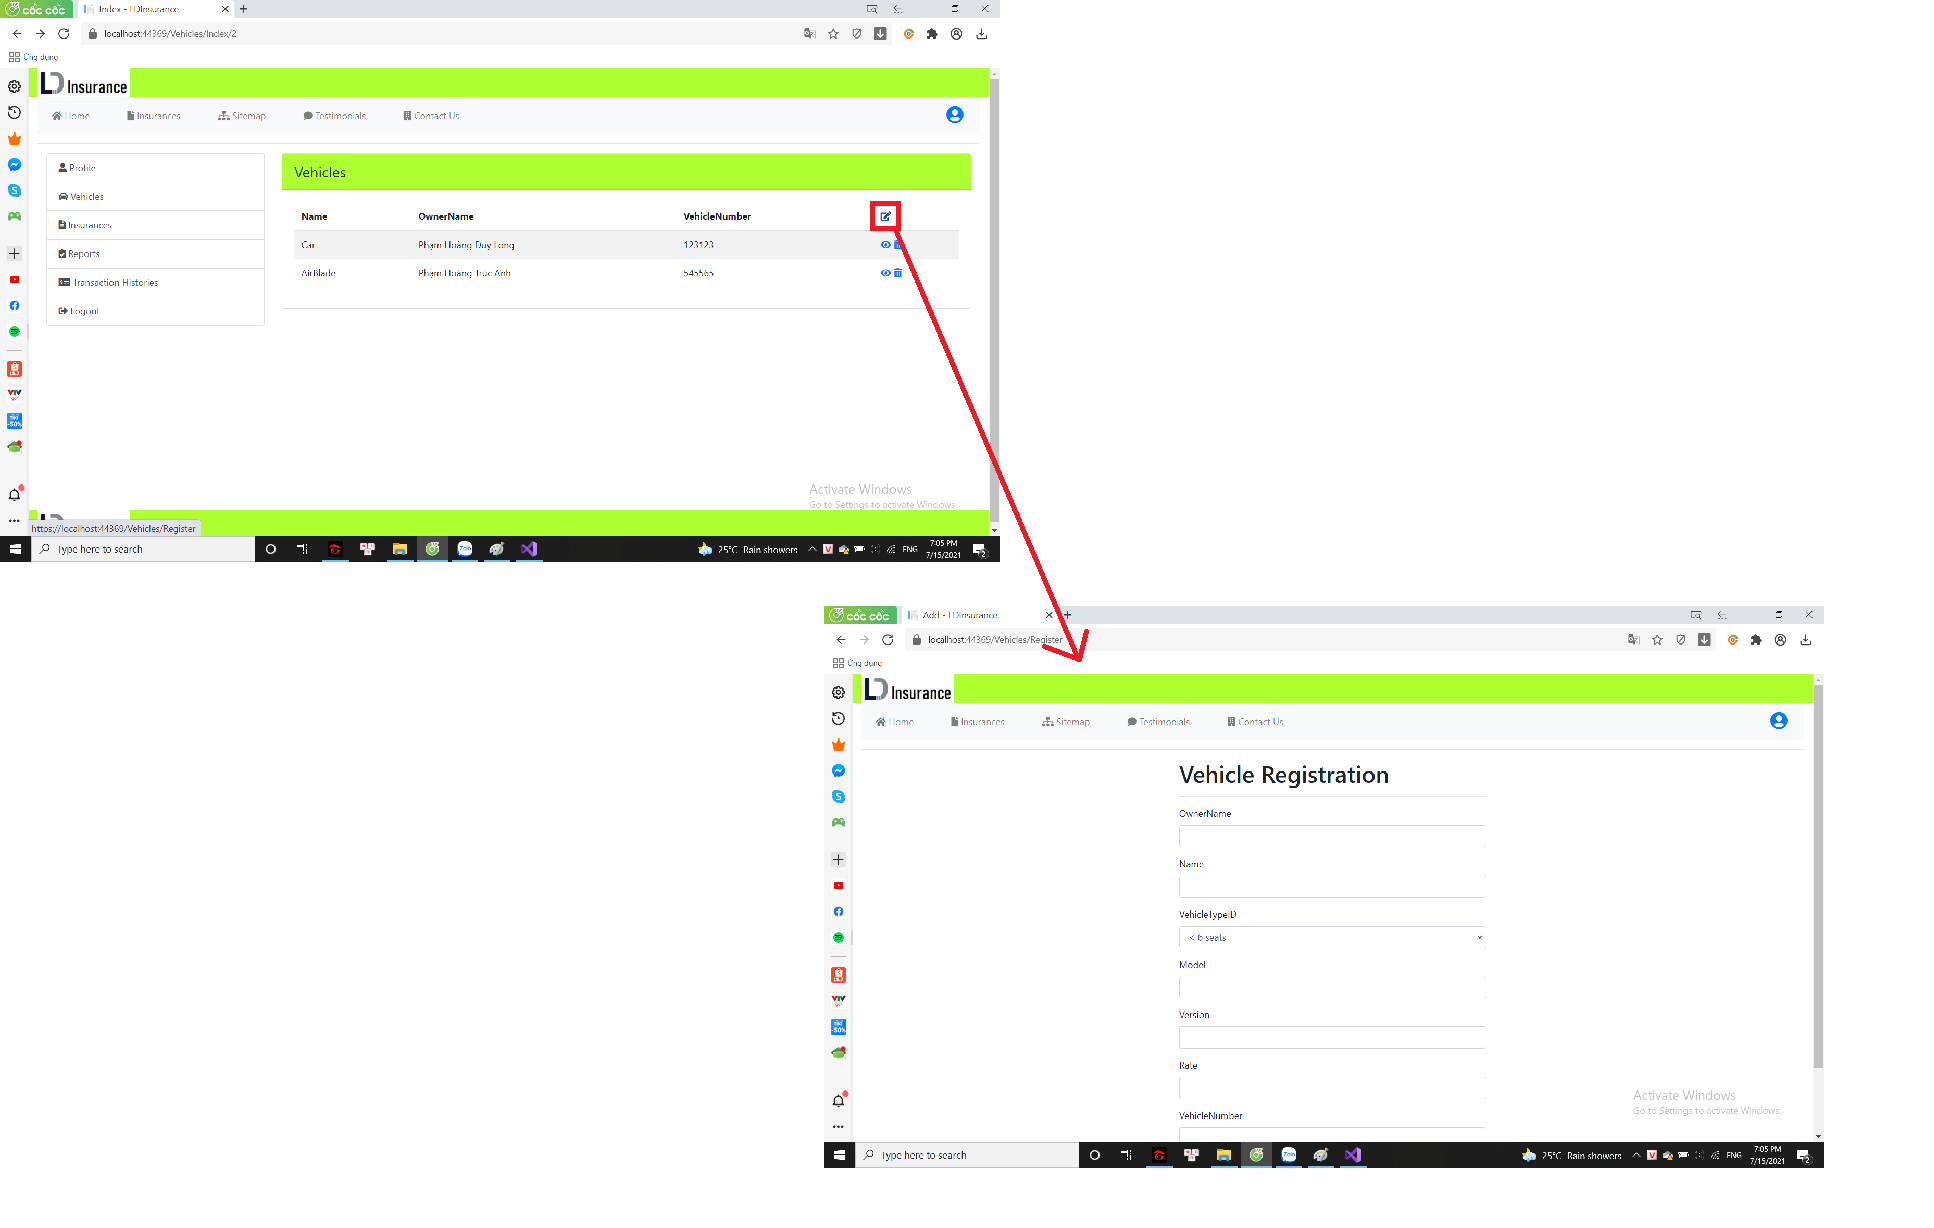 cốc cốc
Index - LDInsurance
localhost:44369/Vehicles/Index/2
Ứng dụng
LD Insurance
Home
Insurances
Sitemap
Testimonials
Contact Us
Profile
Vehicles
Insurances
Reports
Transaction Histories
Logout
Vehicles
Name OwnerName VehicleNumber
Car Phạm Hoàng Duy Long 123123
AirBlade Phạm Hoàng Trúc Anh 545565
Activate Windows
Go to Settings to activate Windows.
https://localhost:44369/Vehicles/Register
Type here to search
25°C Rain showers
ENG
7:05 PM
7/15/2021
2
cốc cốc
Add - LDInsurance
localhost:44369/Vehicles/Register
Ứng dụng
LD Insurance
Home
Insurances
Sitemap
Testimonials
Contact Us
Vehicle Registration
OwnerName
Name
VehicleTypeID
< 6 seats
Model
Version
Rate
VehicleNumber
Activate Windows
Go to Settings to activate Windows.
Type here to search
25°C Rain showers
ENG
7:05 PM
7/15/2021
2